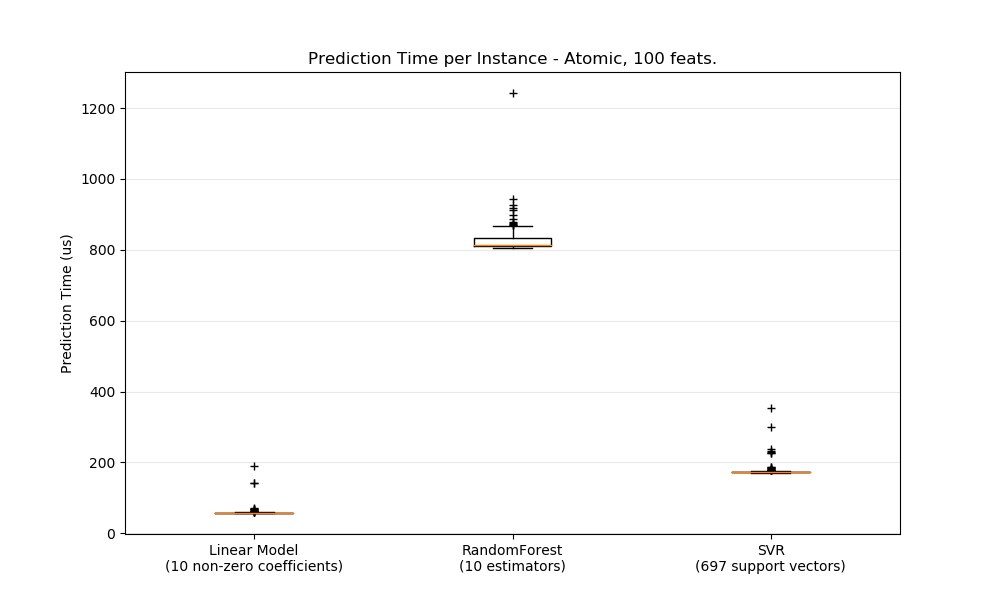 Prediction Time per Instance - Atomic, 100 feats.
Prediction Time (us)
1200
1000
800
600
400
200
0
Linear Model
(10 non-zero coefficients)
RandomForest
(10 estimators)
SVR
(697 support vectors)